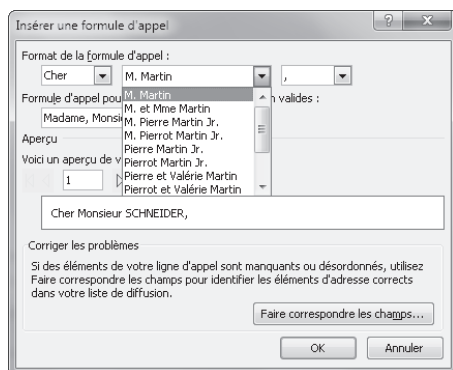 Insérer une formule d'appel
Format de la formule d'appel :
Cher M. Martin ,
M. Martin
Formule d'appel pou n valides :
M. et Mme Martin
Madame, Monsi
M. Pierre Martin Jr.
M. Pierrot Martin Jr.
Aperçu
Pierre Martin Jr.
Voici un aperçu de v
Pierrot Martin Jr.
1
Pierre et Valérie Martin
Pierrot et Valérie Martin
Cher Monsieur SCHNEIDER,
Corriger les problèmes
Si des éléments de votre ligne d'appel sont manquants ou désordonnés, utilisez
Faire correspondre les champs pour identifier les éléments d'adresse corrects
dans votre liste de diffusion.
Faire correspondre les champs...
OK Annuler